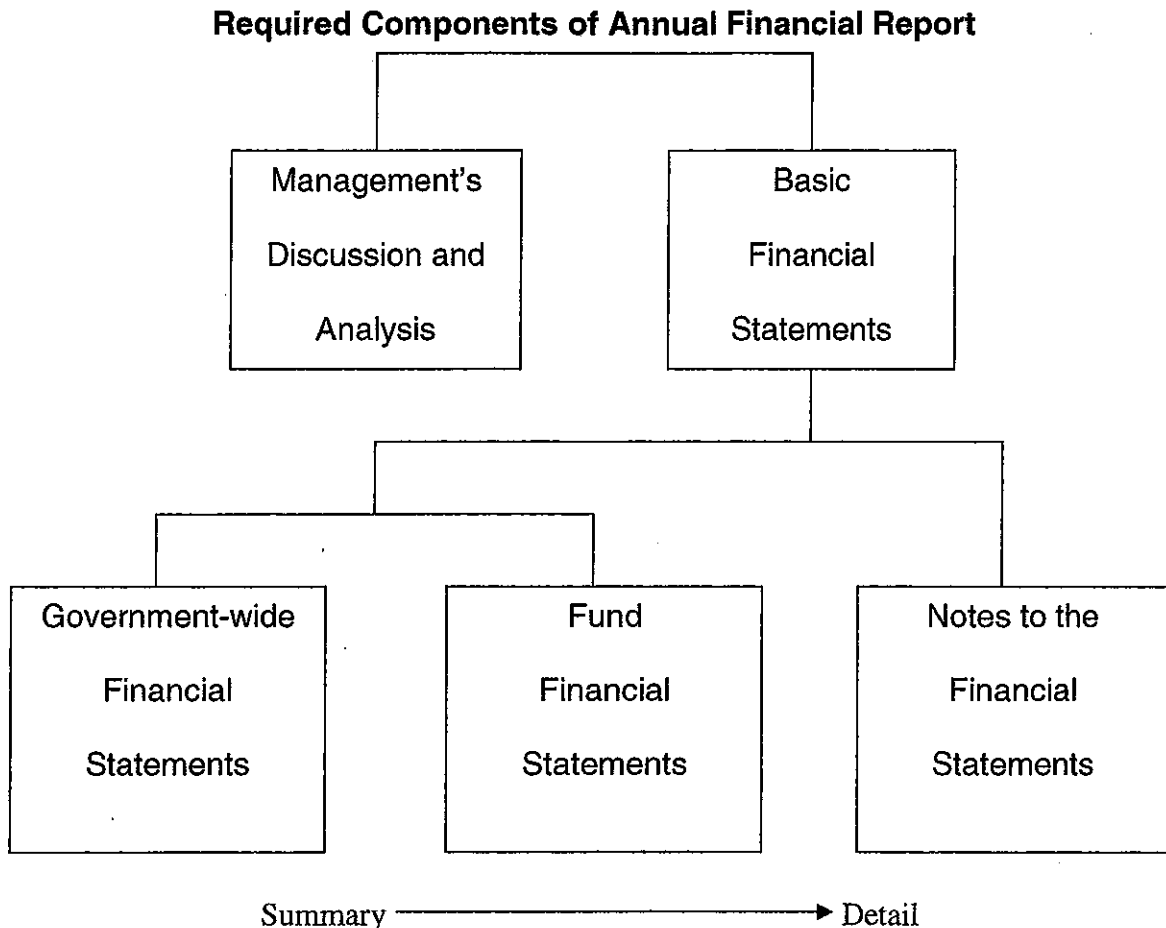 Required Components of Annual Financial Report
Management's
Discussion and
Analysis
Basic
Financial
Statements
Government-wide
Financial
Statements
Fund
Financial
Statements
Notes to the
Financial
Statements
Summary
Detail